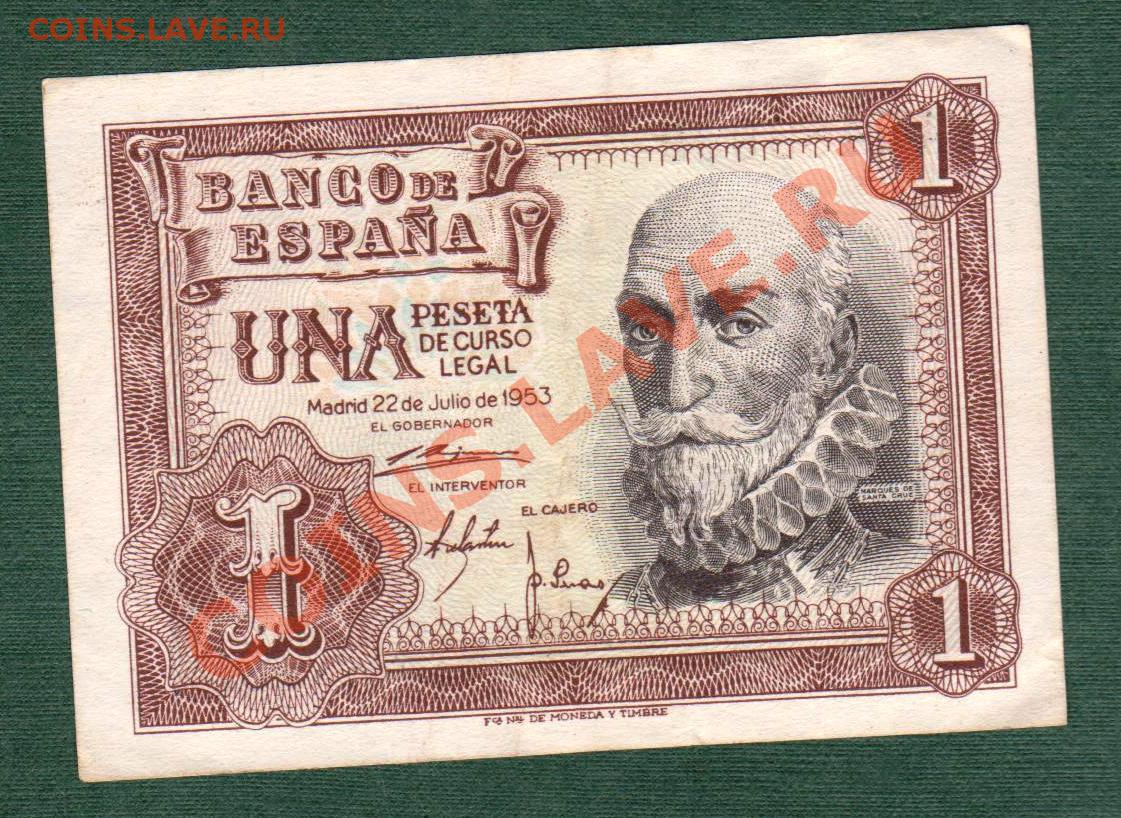 COINS.LAVE.RU
1
BANCO DE
ESPAÑA
UNA PESETA
DE CURSO
LEGAL
Madrid 22 de Julio de 1953
EL GOBERNADOR
EL INTERVENTOR
EL CAJERO
MARQUES DE
SANTA CRUZ
1
1
COINS.LAVE.RU
Fca Nal DE MONEDA Y TIMBRE